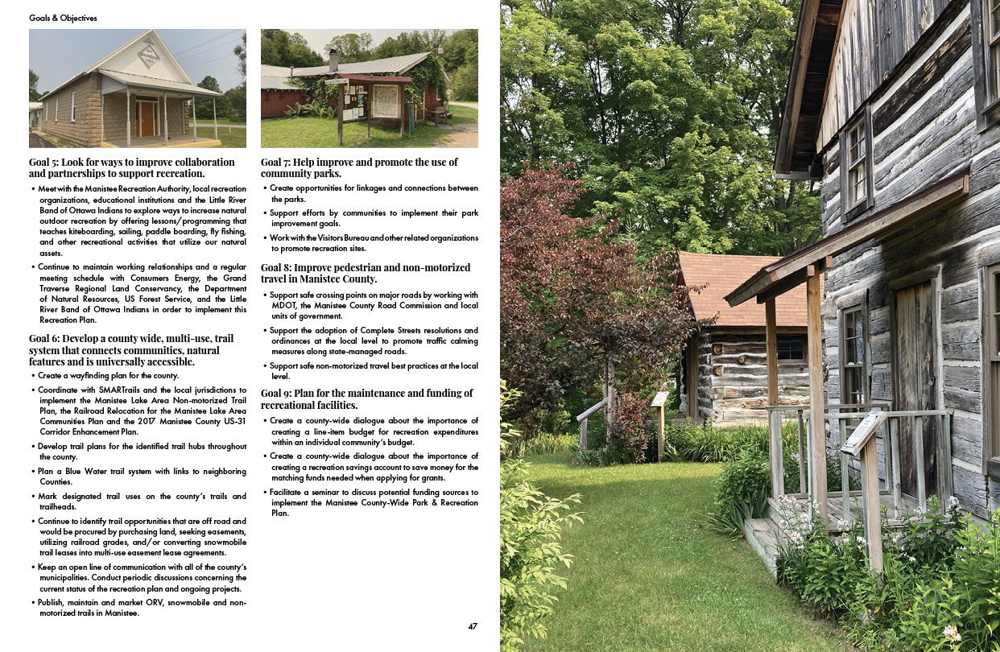 Goals & Objectives
Goal 5: Look for ways to improve collaboration
and partnerships to support recreation.
• Meet with the Manistee Recreation Authority, local recreation
organizations, educational institutions and the Little River
Band of Ottawa Indians to explore ways to increase natural
outdoor recreation by offering lessons/programming that
teaches kiteboarding, sailing, paddle boarding, fly fishing,
and other recreational activities that utilize our natural
assets.
• Continue to maintain working relationships and a regular
meeting schedule with Consumers Energy, the Grand
Traverse Regional Land Conservancy, the Department
of Natural Resources, US Forest Service, and the Little
River Band of Ottawa Indians in order to implement this
Recreation Plan.
Goal 6: Develop a county wide, multi-use, trail
system that connects communities, natural
features and is universally accessible.
• Create a wayfinding plan for the county.
• Coordinate with SMARTrails and the local jurisdictions to
implement the Manistee Lake Area Non-motorized Trail
Plan, the Railroad Relocation for the Manistee Lake Area
Communities Plan and the 2017 Manistee County US-31
Corridor Enhancement Plan.
• Develop trail plans for the identified trail hubs throughout
the county.
• Plan a Blue Water trail system with links to neighboring
Counties.
• Mark designated trail uses on the county's trails and
trailheads.
• Continue to identify trail opportunities that are off road and
would be procured by purchasing land, seeking easements,
utilizing railroad grades, and/or converting snowmobile
trail leases into multi-use easement lease agreements.
• Keep an open line of communication with all of the county's
municipalities. Conduct periodic discussions concerning the
current status of the recreation plan and ongoing projects.
• Publish, maintain and market ORV, snowmobile and non-
motorized trails in Manistee.
Goal 7: Help improve and promote the use of
community parks.
• Create opportunities for linkages and connections between
the parks.
• Support efforts by communities to implement their park
improvement goals.
• Work with the Visitors Bureau and other related organizations
to promote recreation sites.
Goal 8: Improve pedestrian and non-motorized
travel in Manistee County.
• Support safe crossing points on major roads by working with
MDOT, the Manistee County Road Commission and local
units of government.
• Support the adoption of Complete Streets resolutions and
ordinances at the local level to promote traffic calming
measures along state-managed roads.
• Support safe non-motorized travel best practices at the local
level.
Goal 9: Plan for the maintenance and funding of
recreational facilities.
• Create a county-wide dialogue about the importance of
creating a line-item budget for recreation expenditures
within an individual community's budget.
• Create a county-wide dialogue about the importance of
creating a recreation savings account to save money for the
matching funds needed when applying for grants.
• Facilitate a seminar to discuss potential funding sources to
implement the Manistee County-Wide Park & Recreation
Plan.
47
48